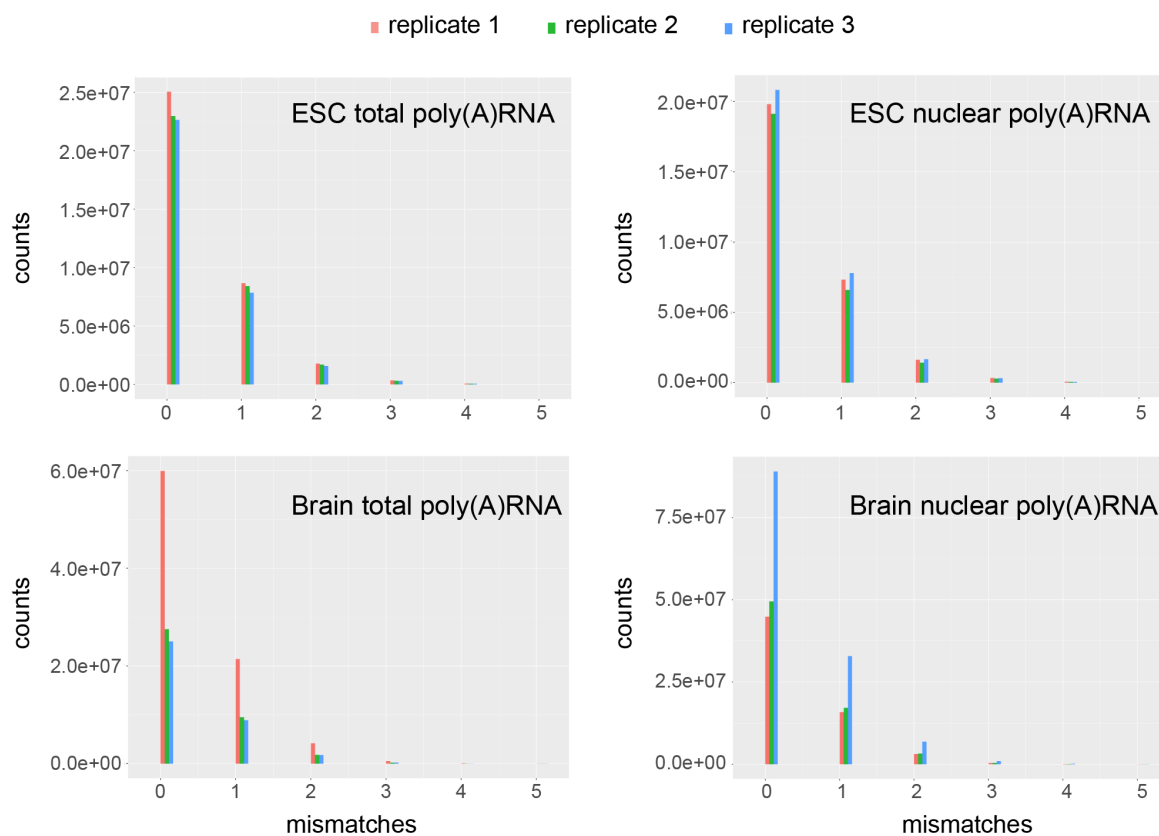 replicate 1 replicate 2 replicate 3
ESC total poly(A)RNA
counts
2.5e+07
2.0e+07
1.5e+07
1.0e+07
5.0e+06
0.0e+00
0 1 2 3 4 5
ESC nuclear poly(A)RNA
counts
2.0e+07
1.5e+07
1.0e+07
5.0e+06
0.0e+00
0 1 2 3 4 5
Brain total poly(A)RNA
counts
6.0e+07
4.0e+07
2.0e+07
0.0e+00
0 1 2 3 4 5
mismatches
Brain nuclear poly(A)RNA
counts
7.5e+07
5.0e+07
2.5e+07
0.0e+00
0 1 2 3 4 5
mismatches